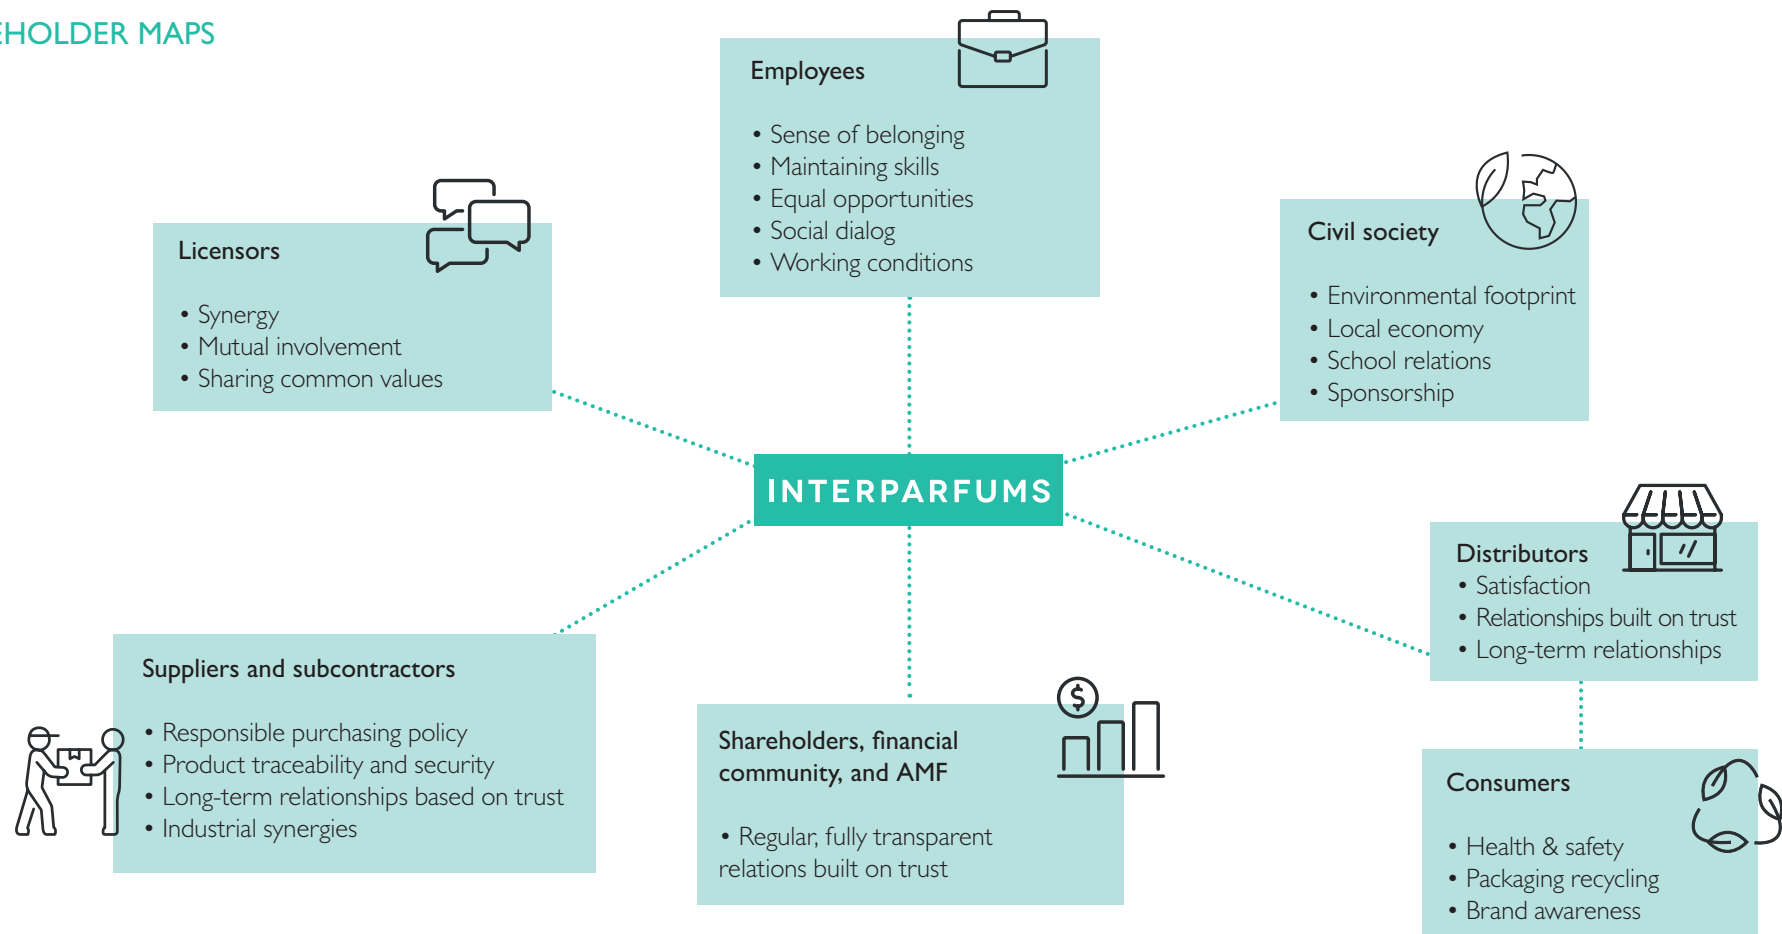 EHOLDER MAPS
Employees
• Sense of belonging
• Maintaining skills
• Equal opportunities
• Social dialog
• Working conditions
Licensors
• Synergy
• Mutual involvement
• Sharing common values
Civil society
• Environmental footprint
• Local economy
• School relations
• Sponsorship
INTERPARFUMS
Distributors
• Satisfaction
• Relationships built on trust
• Long-term relationships
Suppliers and subcontractors
• Responsible purchasing policy
• Product traceability and security
• Long-term relationships based on trust
• Industrial synergies
$
Shareholders, financial
community, and AMF
• Regular, fully transparent
relations built on trust
Consumers
• Health & safety
• Packaging recycling
• Brand awareness